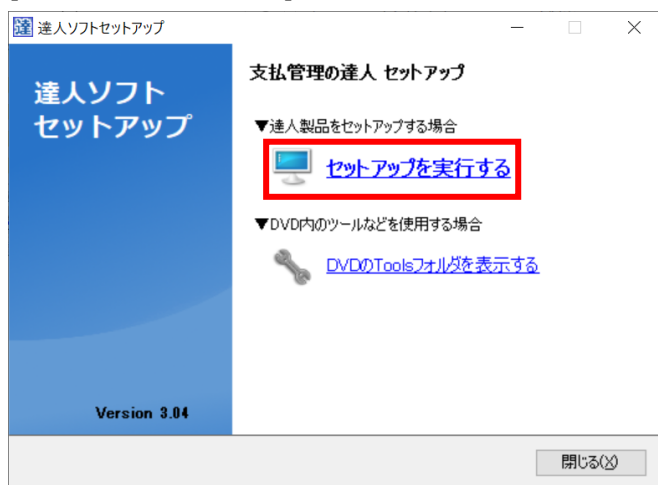 達人ソフトセットアップ
達人ソフト
セットアップ
支払管理の達人 セットアップ
▼達人製品をセットアップする場合
セットアップを実行する
▼DVD内のツールなどを使用する場合
DVDのToolsフォルダを表示する
Version 3.04
閉じる(X)